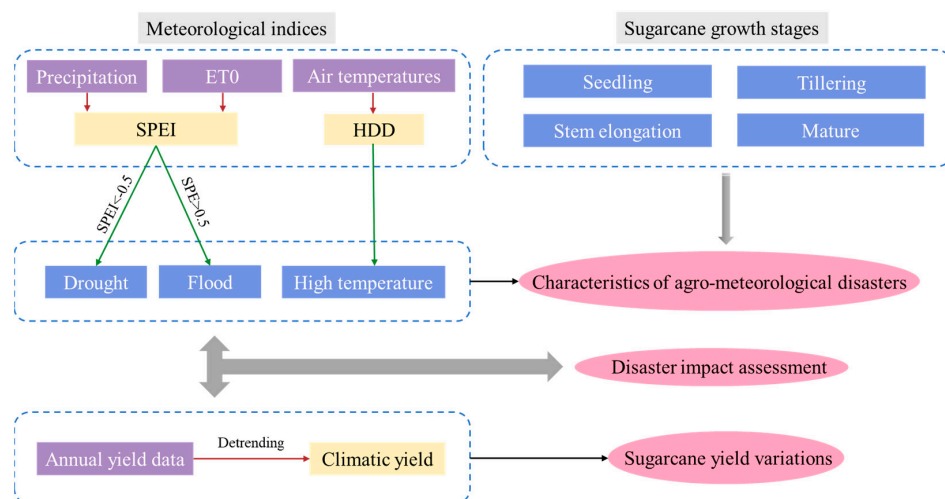 Meteorological indices
Sugarcane growth stages
Precipitation
ET0
Air temperatures
SPEI
HDD
Seedling
Tillering
Stem elongation
Mature
SPEI<-0.5
SPE>0.5
Drought
Flood
High temperature
Characteristics of agro-meteorological disasters
Disaster impact assessment
Annual yield data
Detrending
Climatic yield
Sugarcane yield variations